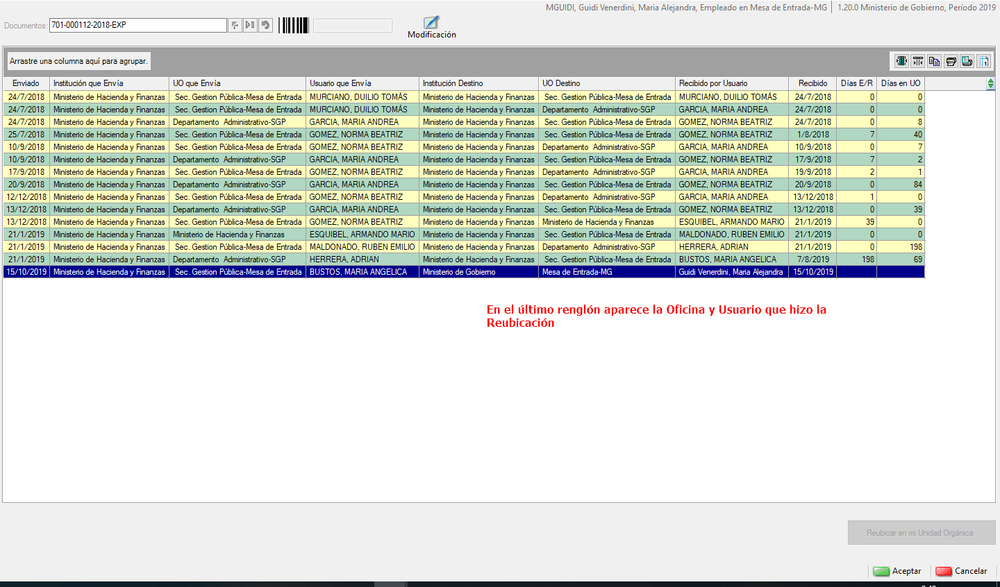 MGUIDI, Guidi Venerdini, Maria Alejandra, Empleado en Mesa de Entrada-MG 1.20.0 Ministerio de Gobierno, Período 2019
Documentos: 701-000112-2018-EXP
Modificación
Arrastre una columna aquí para agrupar.
Enviado Institución que Envía UO que Envía Usuario que Envía Institución Destino UO Destino Recibido por Usuario Recibido Días E/R Días en UO
24/7/2018 Ministerio de Hacienda y Finanzas Sec. Gestion Pública-Mesa de Entrada MURCIANO, DUILIO TOMÁS Ministerio de Hacienda y Finanzas Sec. Gestion Pública-Mesa de Entrada MURCIANO, DUILIO TOMÁS 24/7/2018 0 0
24/7/2018 Ministerio de Hacienda y Finanzas Sec. Gestion Pública-Mesa de Entrada MURCIANO, DUILIO TOMÁS Ministerio de Hacienda y Finanzas Departamento Administrativo-SGP GARCIA, MARIA ANDREA 24/7/2018 0 0
24/7/2018 Ministerio de Hacienda y Finanzas Departamento Administrativo-SGP GARCIA, MARIA ANDREA Ministerio de Hacienda y Finanzas Sec. Gestion Pública-Mesa de Entrada GOMEZ, NORMA BEATRIZ 24/7/2018 0 8
25/7/2018 Ministerio de Hacienda y Finanzas Sec. Gestion Pública-Mesa de Entrada GOMEZ, NORMA BEATRIZ Ministerio de Hacienda y Finanzas Sec. Gestion Pública-Mesa de Entrada GOMEZ, NORMA BEATRIZ 1/8/2018 7 40
10/9/2018 Ministerio de Hacienda y Finanzas Sec. Gestion Pública-Mesa de Entrada GOMEZ, NORMA BEATRIZ Ministerio de Hacienda y Finanzas Departamento Administrativo-SGP GARCIA, MARIA ANDREA 10/9/2018 0 7
10/9/2018 Ministerio de Hacienda y Finanzas Departamento Administrativo-SGP GARCIA, MARIA ANDREA Ministerio de Hacienda y Finanzas Sec. Gestion Pública-Mesa de Entrada GOMEZ, NORMA BEATRIZ 17/9/2018 7 2
17/9/2018 Ministerio de Hacienda y Finanzas Sec. Gestion Pública-Mesa de Entrada GOMEZ, NORMA BEATRIZ Ministerio de Hacienda y Finanzas Departamento Administrativo-SGP GARCIA, MARIA ANDREA 19/9/2018 2 1
20/9/2018 Ministerio de Hacienda y Finanzas Departamento Administrativo-SGP GARCIA, MARIA ANDREA Ministerio de Hacienda y Finanzas Sec. Gestion Pública-Mesa de Entrada GOMEZ, NORMA BEATRIZ 20/9/2018 0 84
12/12/2018 Ministerio de Hacienda y Finanzas Sec. Gestion Pública-Mesa de Entrada GOMEZ, NORMA BEATRIZ Ministerio de Hacienda y Finanzas Departamento Administrativo-SGP GARCIA, MARIA ANDREA 13/12/2018 1 0
13/12/2018 Ministerio de Hacienda y Finanzas Departamento Administrativo-SGP GARCIA, MARIA ANDREA Ministerio de Hacienda y Finanzas Sec. Gestion Pública-Mesa de Entrada GOMEZ, NORMA BEATRIZ 13/12/2018 0 39
13/12/2018 Ministerio de Hacienda y Finanzas Sec. Gestion Pública-Mesa de Entrada GOMEZ, NORMA BEATRIZ Ministerio de Hacienda y Finanzas Ministerio de Hacienda y Finanzas ESQUIBEL, ARMANDO MARIO 21/1/2019 39 0
21/1/2019 Ministerio de Hacienda y Finanzas Ministerio de Hacienda y Finanzas ESQUIBEL, ARMANDO MARIO Ministerio de Hacienda y Finanzas Sec. Gestion Pública-Mesa de Entrada MALDONADO, RUBEN EMILIO 21/1/2019 0 0
21/1/2019 Ministerio de Hacienda y Finanzas Sec. Gestion Pública-Mesa de Entrada MALDONADO, RUBEN EMILIO Ministerio de Hacienda y Finanzas Departamento Administrativo-SGP HERRERA, ADRIAN 21/1/2019 0 198
21/1/2019 Ministerio de Hacienda y Finanzas Departamento Administrativo-SGP HERRERA, ADRIAN Ministerio de Hacienda y Finanzas Sec. Gestion Pública-Mesa de Entrada BUSTOS, MARIA ANGELICA 7/8/2019 198 69
15/10/2019 Ministerio de Hacienda y Finanzas Sec. Gestion Pública-Mesa de Entrada BUSTOS, MARIA ANGELICA Ministerio de Gobierno Mesa de Entrada-MG Guidi Venerdini, Maria Alejandra 15/10/2019
En el último renglón aparece la Oficina y Usuario que hizo la
Reubicación
Reubicar en mi Unidad Orgánica
Aceptar Cancelar